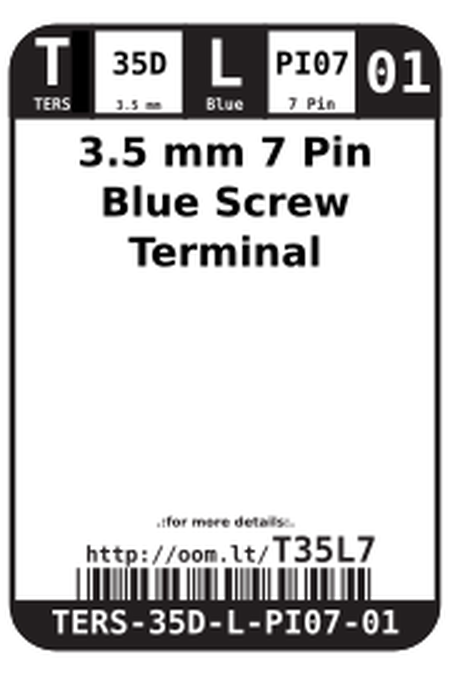 T 35D L PI07 01
TERS 3.5 mm Blue 7 Pin
3.5 mm 7 Pin
Blue Screw
Terminal
.:for more details:.
http://oom.lt/T35L7
TERS-35D-L-PI07-01